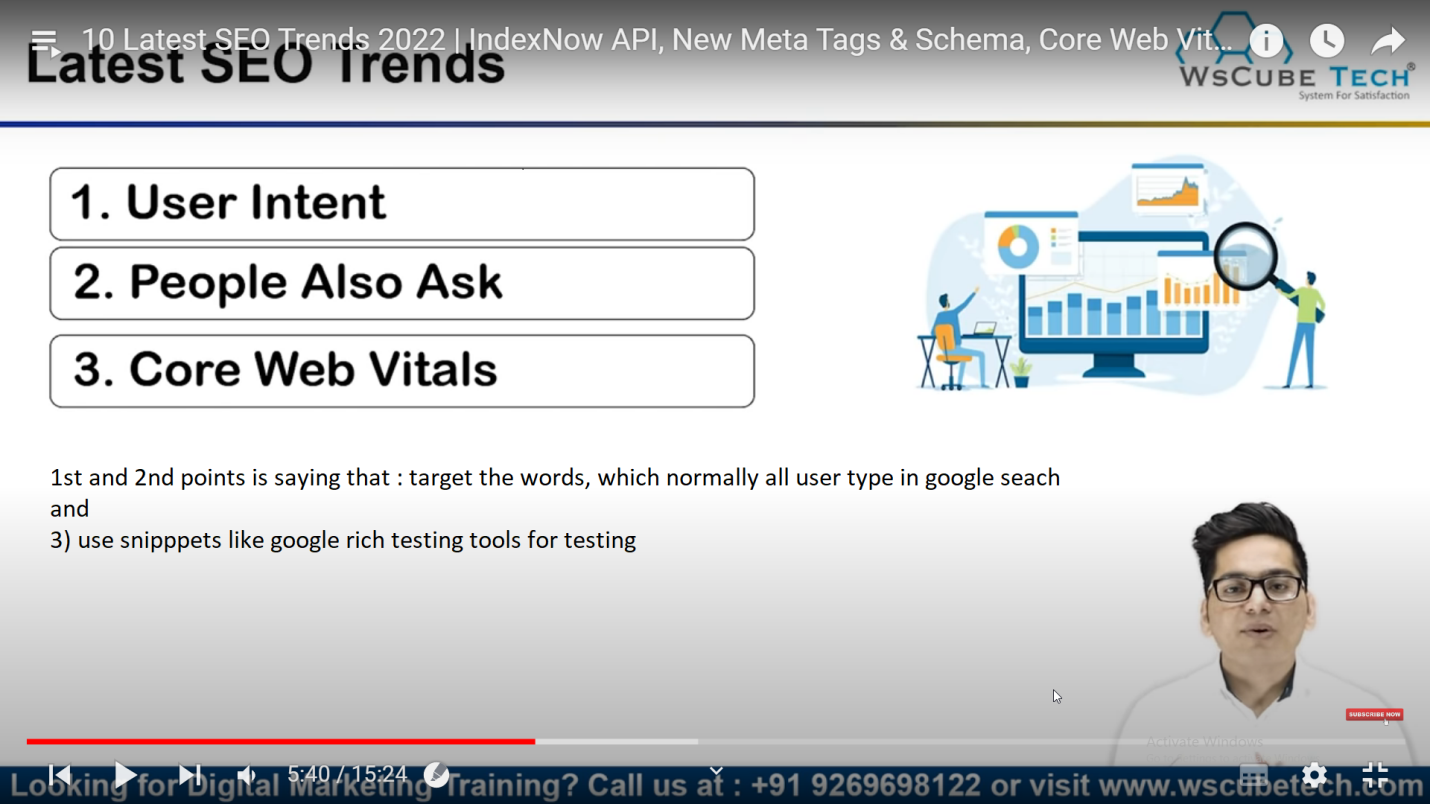 10 Latest SEO Trends 2022 | IndexNow API, New Meta Tags & Schema, Core Web Vit...
Latest SEO Trends
WsCube Tech®
System For Satisfaction
1. User Intent
2. People Also Ask
3. Core Web Vitals
1st and 2nd points is saying that : target the words, which normally all user type in google seach
and
3) use snipppets like google rich testing tools for testing
SUBSCRIBE NOW
Activate Windows
5:40 / 15:24
Looking for Digital Marketing Training? Call us at : +91 9269698122 or visit www.wscubetech.com